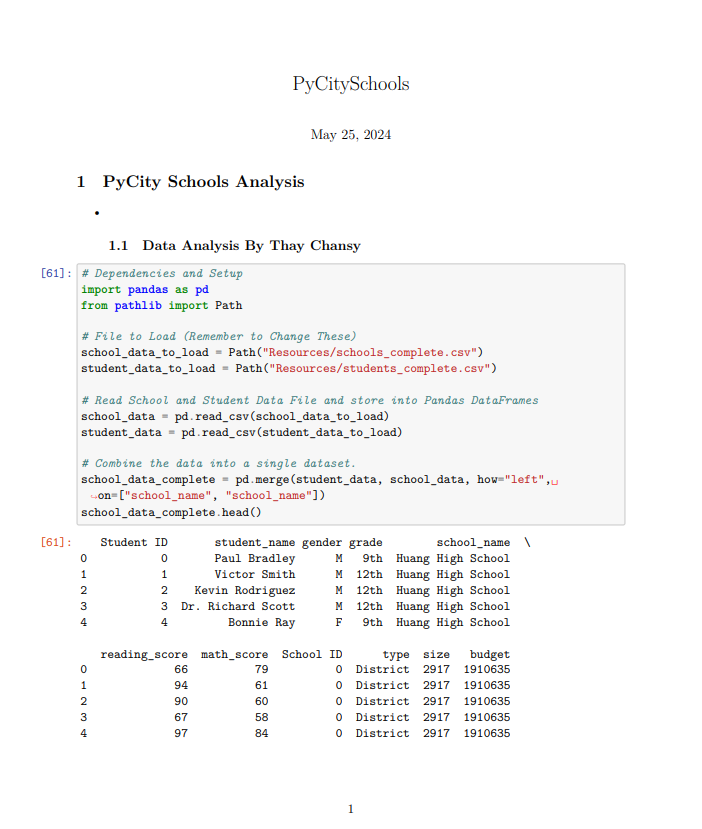 PyCitySchools
May 25, 2024
1 PyCity Schools Analysis
•
1.1 Data Analysis By Thay Chansy
[61]: # Dependencies and Setup
import pandas as pd
from pathlib import Path

# File to Load (Remember to Change These)
school_data_to_load = Path("Resources/schools_complete.csv")
student_data_to_load = Path("Resources/students_complete.csv")

# Read School and Student Data File and store into Pandas DataFrames
school_data = pd.read_csv(school_data_to_load)
student_data = pd.read_csv(student_data_to_load)

# Combine the data into a single dataset.
school_data_complete = pd.merge(student_data, school_data, how="left",␣
↪on=["school_name", "school_name"])
school_data_complete.head()

[61]: Student ID student_name gender grade school_name \
0 0 Paul Bradley M 9th Huang High School
1 1 Victor Smith M 12th Huang High School
2 2 Kevin Rodriguez M 12th Huang High School
3 3 Dr. Richard Scott M 12th Huang High School
4 4 Bonnie Ray F 9th Huang High School

reading_score math_score School ID type size budget
0 66 79 0 District 2917 1910635
1 94 61 0 District 2917 1910635
2 90 60 0 District 2917 1910635
3 67 58 0 District 2917 1910635
4 97 84 0 District 2917 1910635

1